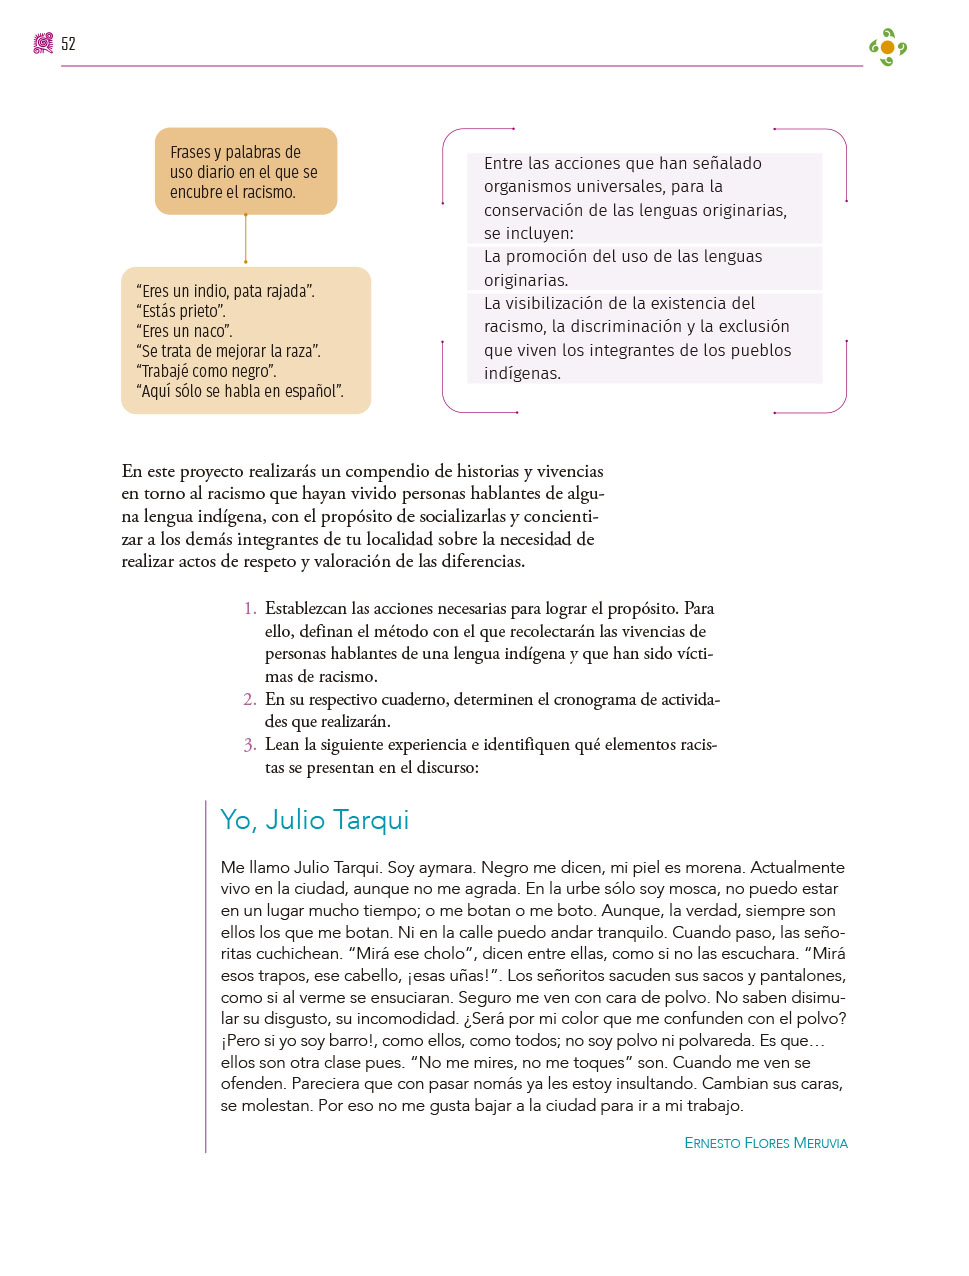 52
Frases y palabras de
uso diario en el que se
encubre el racismo.
“Eres un indio, pata rajada”.
“Estás prieto”.
“Eres un naco”.
“Se trata de mejorar la raza”.
“Trabajé como negro”.
“Aquí sólo se habla en español”.
Entre las acciones que han señalado
organismos universales, para la
conservación de las lenguas originarias,
se incluyen:
La promoción del uso de las lenguas
originarias.
La visibilización de la existencia del
racismo, la discriminación y la exclusión
que viven los integrantes de los pueblos
indígenas.
En este proyecto realizarás un compendio de historias y vivencias
en torno al racismo que hayan vivido personas hablantes de algu-
na lengua indígena, con el propósito de socializarlas y concienti-
zar a los demás integrantes de tu localidad sobre la necesidad de
realizar actos de respeto y valoración de las diferencias.
1. Establezcan las acciones necesarias para lograr el propósito. Para
ello, definan el método con el que recolectarán las vivencias de
personas hablantes de una lengua indígena y que han sido vícti-
mas de racismo.
2. En su respectivo cuaderno, determinen el cronograma de activida-
des que realizarán.
3. Lean la siguiente experiencia e identifiquen qué elementos racis-
tas se presentan en el discurso:
Yo, Julio Tarqui
Me llamo Julio Tarqui. Soy aymara. Negro me dicen, mi piel es morena. Actualmente
vivo en la ciudad, aunque no me agrada. En la urbe sólo soy mosca, no puedo estar
en un lugar mucho tiempo; o me botan o me boto. Aunque, la verdad, siempre son
ellos los que me botan. Ni en la calle puedo andar tranquilo. Cuando paso, las seño-
ritas cuchichean. “Mirá ese cholo”, dicen entre ellas, como si no las escuchara. “Mirá
esos trapos, ese cabello, ¡esas uñas!”. Los señoritos sacuden sus sacos y pantalones,
como si al verme se ensuciaran. Seguro me ven con cara de polvo. No saben disimu-
lar su disgusto, su incomodidad. ¿Será por mi color que me confunden con el polvo?
¡Pero si yo soy barro!, como ellos, como todos; no soy polvo ni polvareda. Es que…
ellos son otra clase pues. “No me mires, no me toques” son. Cuando me ven se
ofenden. Pareciera que con pasar nomás ya les estoy insultando. Cambian sus caras,
se molestan. Por eso no me gusta bajar a la ciudad para ir a mi trabajo.
ERNESTO FLORES MERUVIA